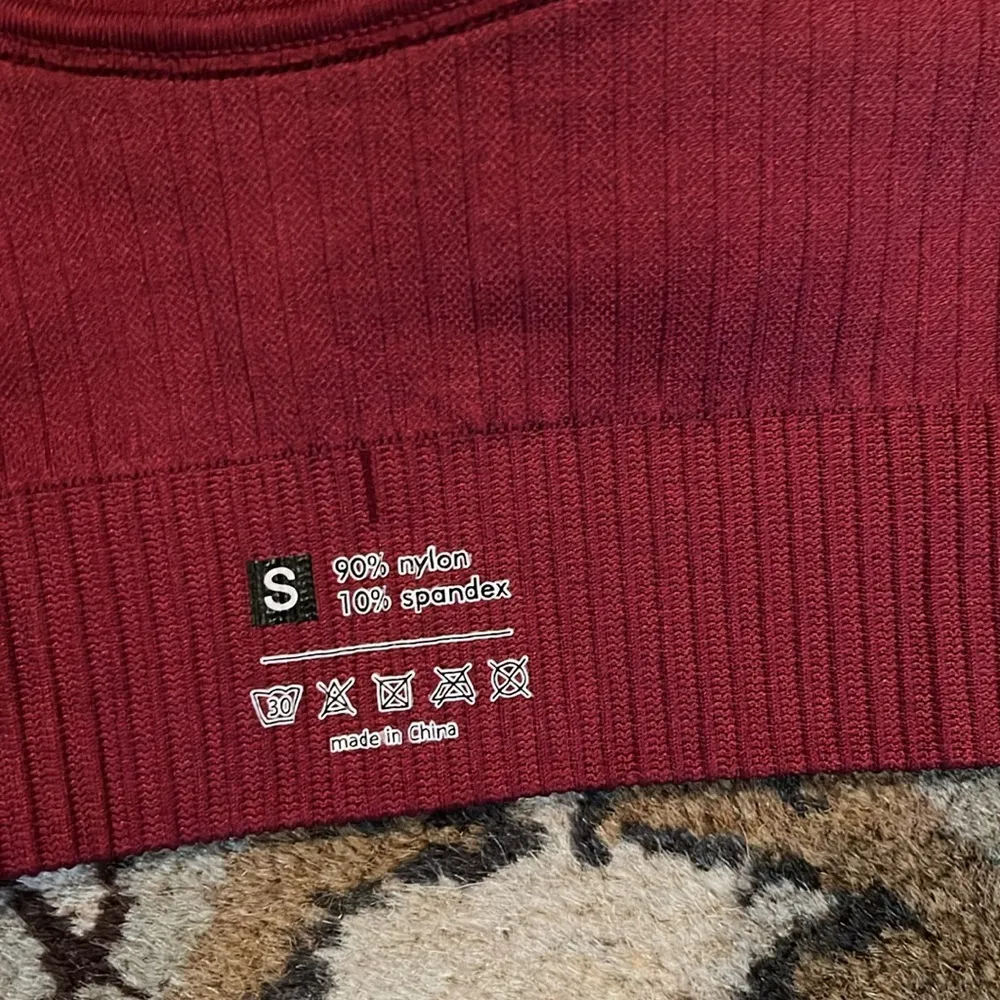 S
90% nylon
10% spandex
30
made in China